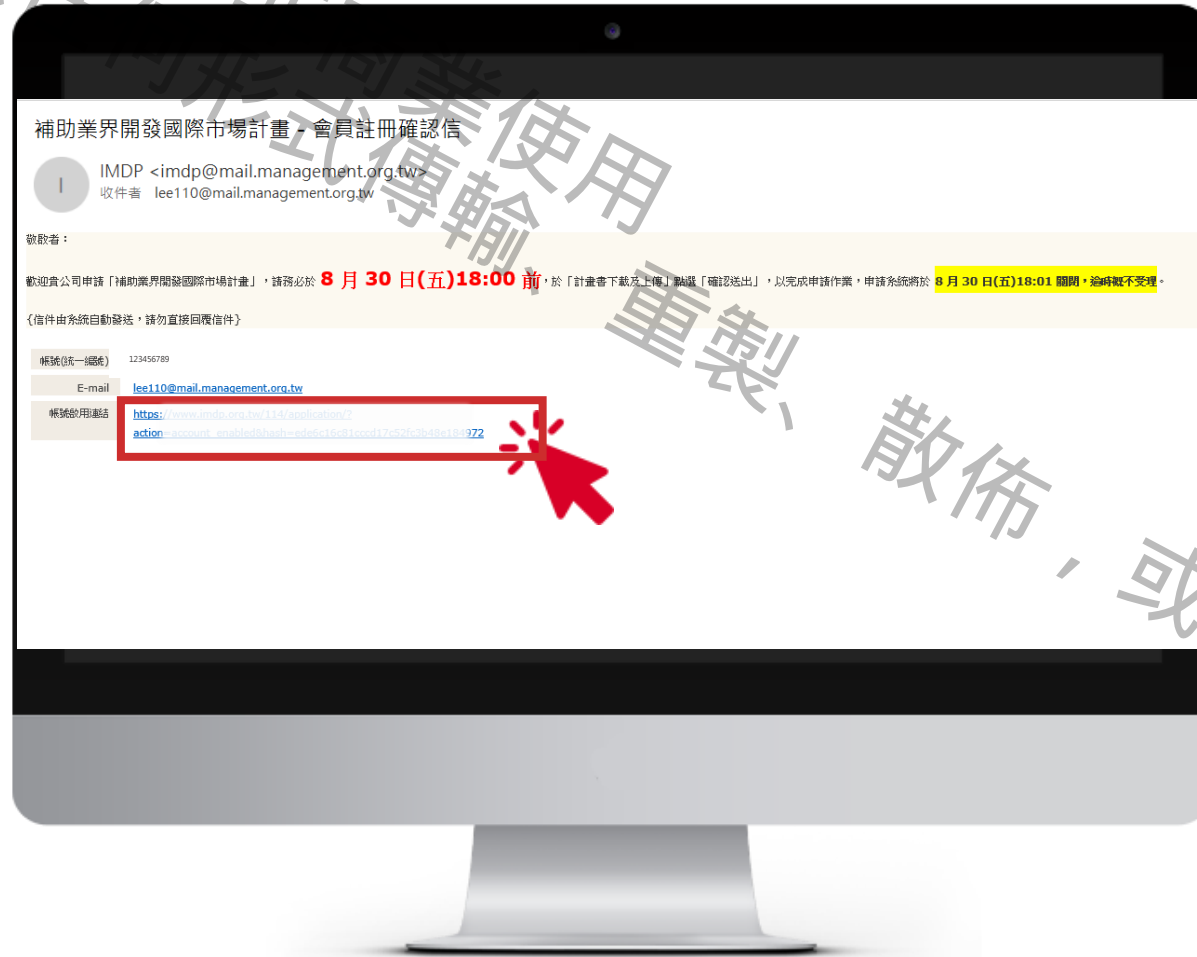 商業使用
何形式傳輸、重製、散佈，或
補助業界開發國際市場計畫 - 會員註冊確認信
I
IMDP <imdp@mail.management.org.tw>
收件者 lee110@mail.management.org.tw
敬啟者：
歡迎貴公司申請「補助業界開發國際市場計畫」，請務必於 8 月 30 日(五)18:00 前，於「計畫書下載及上傳」點選「確認送出」，以完成申請作業，申請系統將於 8 月 30 日(五)18:01 關閉，逾時概不受理。
{信件由系統自動發送，請勿直接回覆信件}
帳號(統一編號) 123456789
E-mail lee110@mail.management.org.tw
帳號啟用連結 https://www.imdp.org.tw/114/application/?